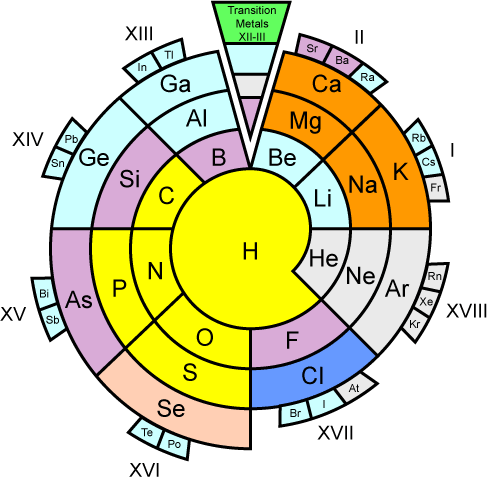 Transition
Metals
XII-III
XIII
II
In
Tl
Sr
Ba
Ra
Ga
Ca
Al
Mg
XIV
Pb
Sn
Ge
Si
B
Be
Na
K
Rb
Cs
Fr
I
C
Li
H
He
Ne
Ar
N
P
As
XV
Bi
Sb
Rn
Xe
Kr
XVIII
O
F
S
Cl
Se
Te
Po
XVI
Br
I
At
XVII